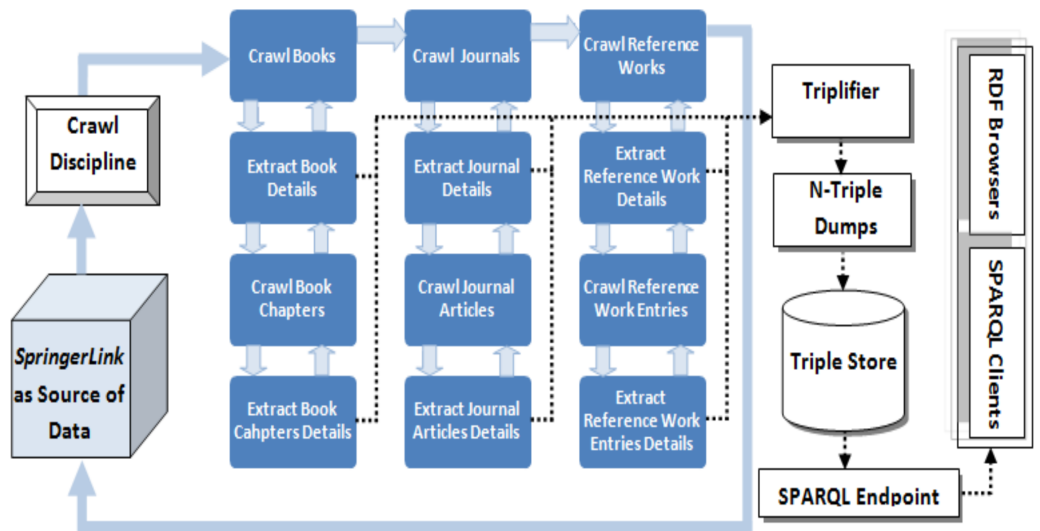 Crawl Books
Crawl Journals
Crawl Reference
Works
Extract Book
Details
Extract Journal
Details
Extract
Reference Work
Details
Crawl Book
Chapters
Crawl Journal
Articles
Crawl Reference
Work Entries
Extract Book
Cahpters Details
Extract Journal
Articles Details
Extract
Reference Work
Entries Details
Crawl
Discipline
SpringerLink
as Source of
Data
Triplifier
N-Triple
Dumps
Triple Store
SPARQL Endpoint
RDF Browsers
SPARQL Clients